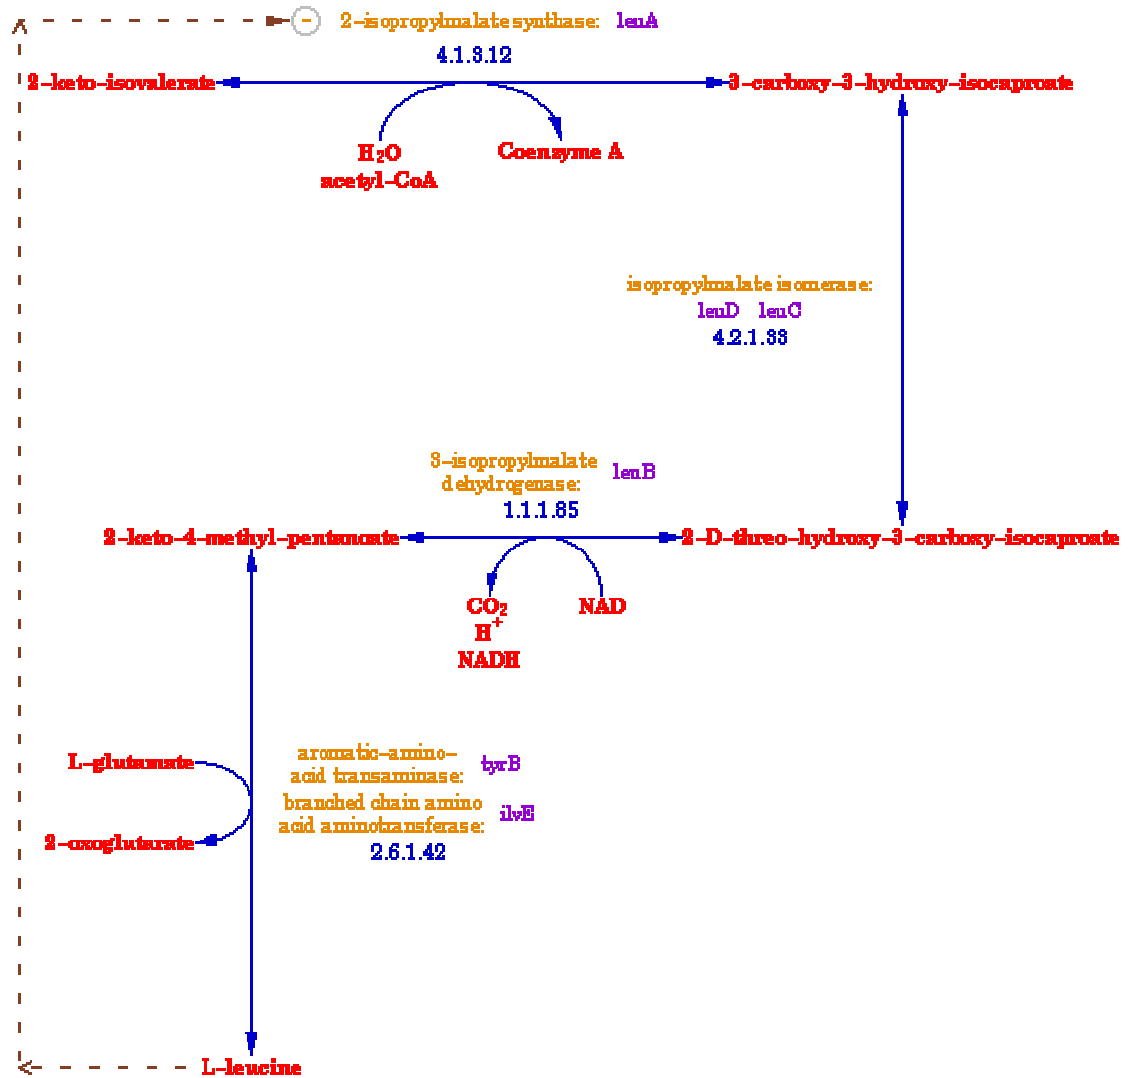 2-isopropylmalate synthase: leuA
4.1.3.12
2-keto-isovalerate
3-carboxy-3-hydroxy-isocaproate
H2O
Coenzyme A
acetyl-CoA
isopropylmalate isomerase:
leuD leuC
4.2.1.33
3-isopropylmalate
dehydrogenase:
leuB
1.1.1.85
2-keto-4-methyl-pentanoate
2-D-threo-hydroxy-3-carboxy-isocaproate
CO2
NAD
H+
NADH
L-glutamate
aromatic-amino-
acid transaminase:
tyrB
branched chain amino
acid aminotransferase:
ilvE
2-oxoglutarate
2.6.1.42
L-leucine